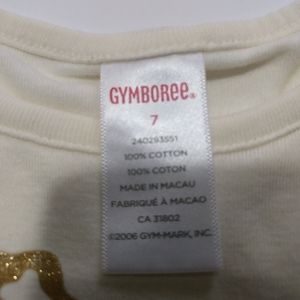 GYMBOREE®
7
240293551
100% COTTON
100% COTON
MADE IN MACAU
FABRIQUÉ À MACAO
CA 31802
©2006 GYM-MARK, INC.